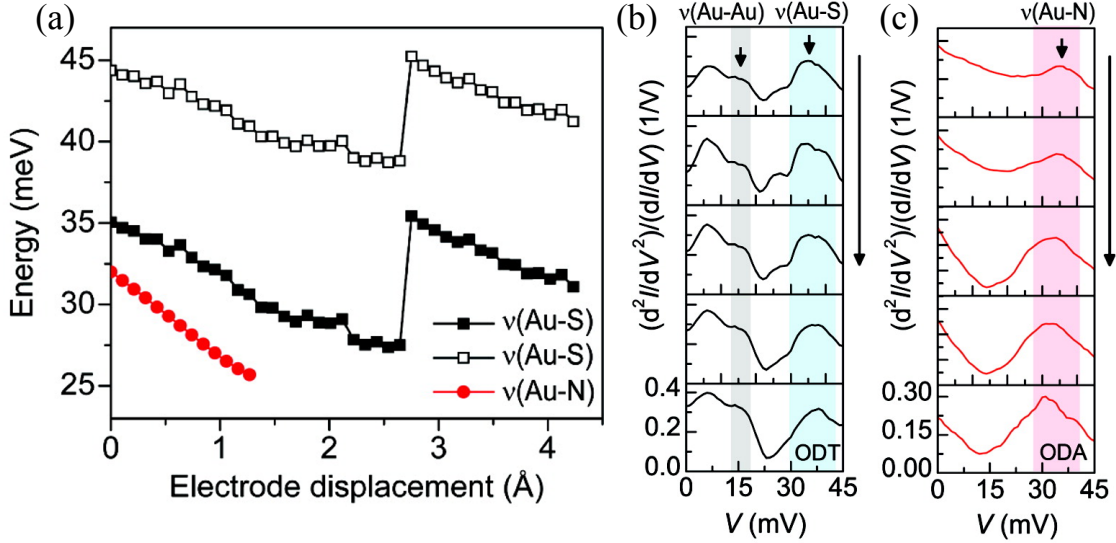 (a)
45
40
35
30
25
Energy (meV)
ν(Au-S)
ν(Au-S)
ν(Au-N)
0 1 2 3 4
Electrode displacement (Å)
(b)
ν(Au-Au) ν(Au-S)
(d²I/dV²)/(dI/dV) (1/V)
0.4
0.2
0.0
ODT
0 15 30 45
V (mV)
(c)
ν(Au-N)
(d²I/dV²)/(dI/dV) (1/V)
0.30
0.15
0.00
ODA
0 15 30 45
V (mV)